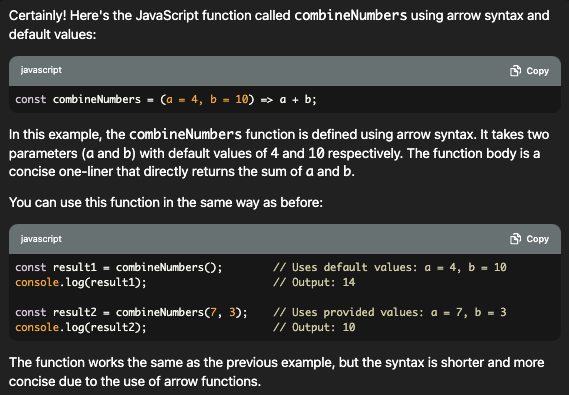 Certainly! Here's the JavaScript function called combineNumbers using arrow syntax and
default values:
javascript Copy
const combineNumbers = (a = 4, b = 10) => a + b;
In this example, the combineNumbers function is defined using arrow syntax. It takes two
parameters (a and b) with default values of 4 and 10 respectively. The function body is a
concise one-liner that directly returns the sum of a and b.
You can use this function in the same way as before:
javascript Copy
const result1 = combineNumbers(); // Uses default values: a = 4, b = 10
console.log(result1); // Output: 14
const result2 = combineNumbers(7, 3); // Uses provided values: a = 7, b = 3
console.log(result2); // Output: 10
The function works the same as the previous example, but the syntax is shorter and more
concise due to the use of arrow functions.